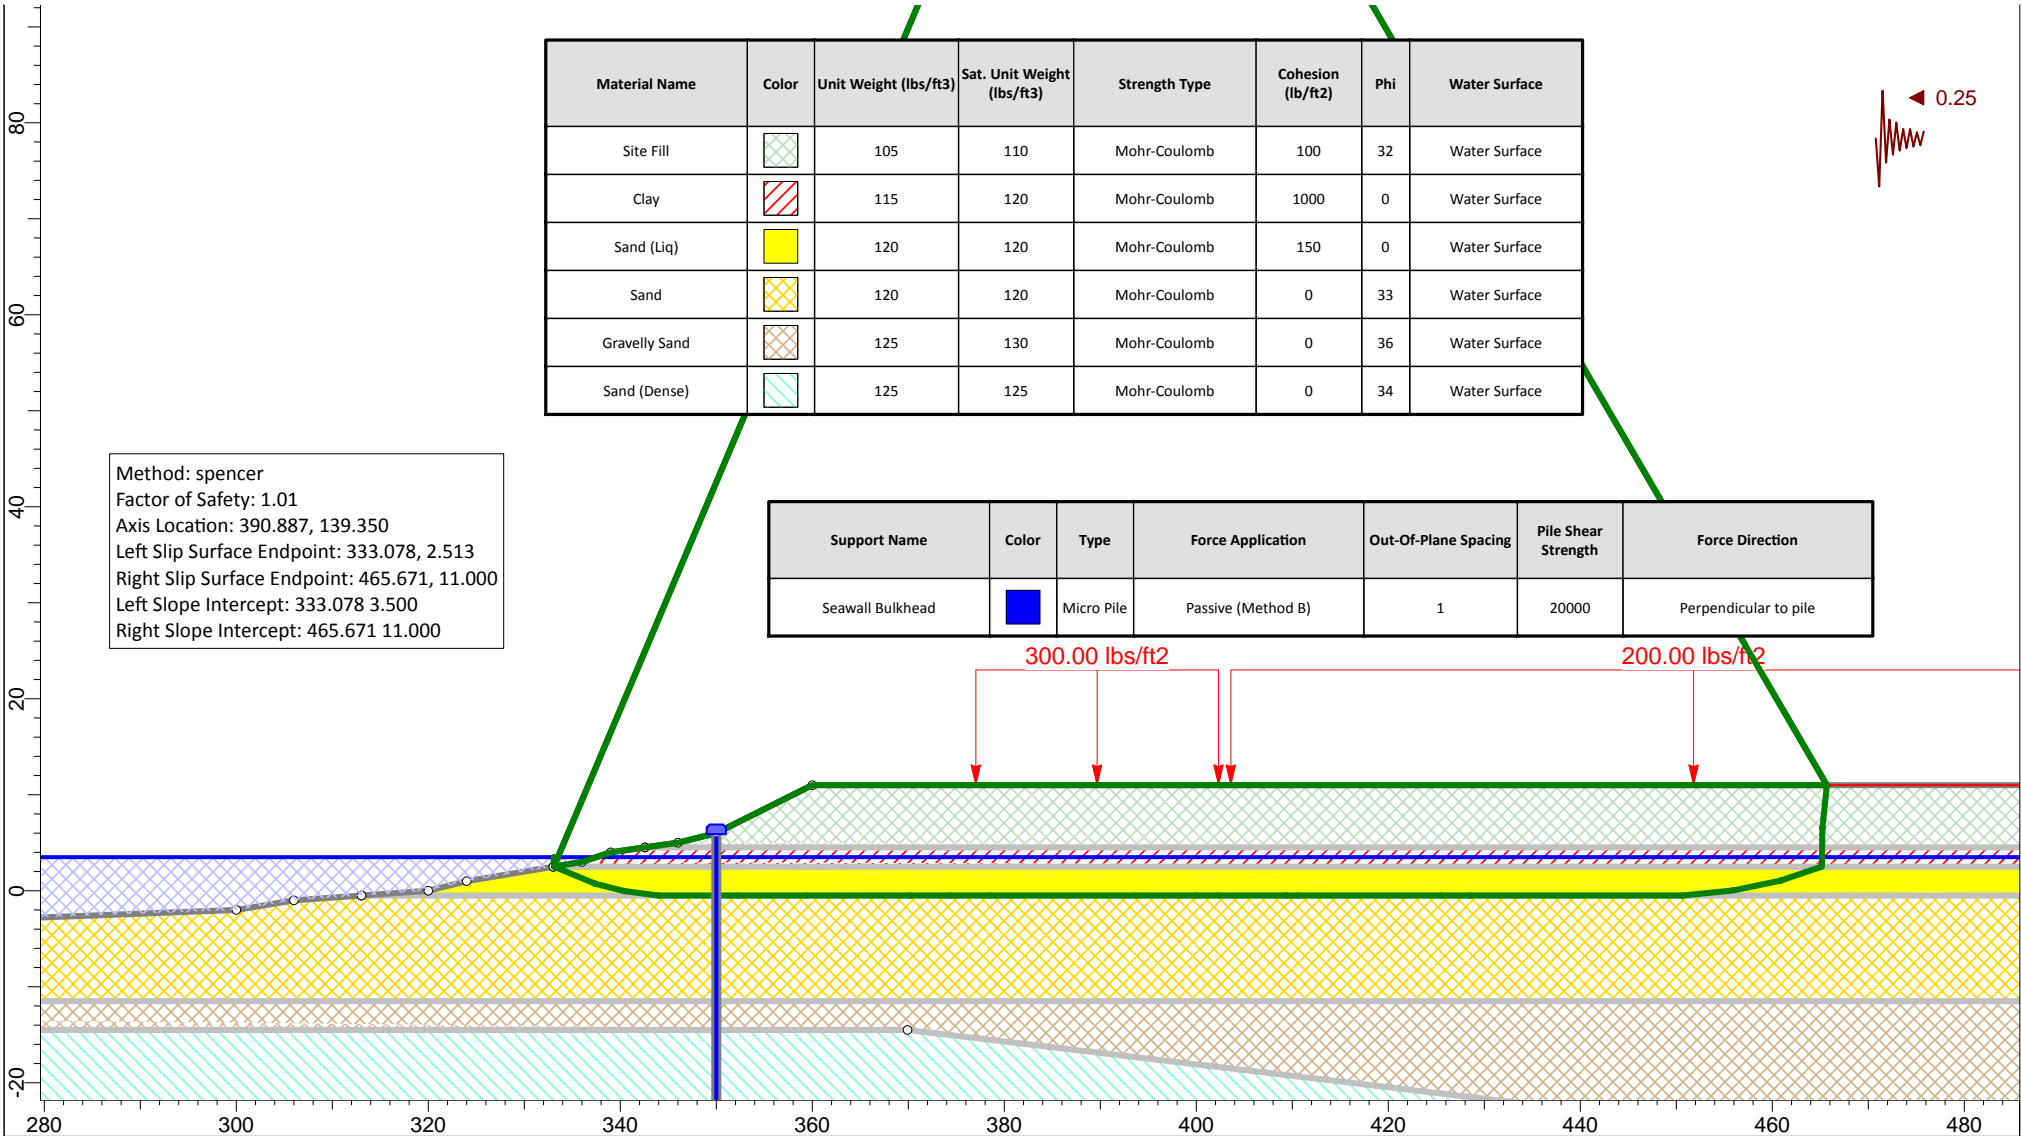 Material Name Color Unit Weight (lbs/ft3) Sat. Unit Weight (lbs/ft3) Strength Type Cohesion (lb/ft2) Phi Water Surface
Site Fill 105 110 Mohr-Coulomb 100 32 Water Surface
Clay 115 120 Mohr-Coulomb 1000 0 Water Surface
Sand (Liq) 120 120 Mohr-Coulomb 150 0 Water Surface
Sand 120 120 Mohr-Coulomb 0 33 Water Surface
Gravelly Sand 125 130 Mohr-Coulomb 0 36 Water Surface
Sand (Dense) 125 125 Mohr-Coulomb 0 34 Water Surface
0.25
Method: spencer
Factor of Safety: 1.01
Axis Location: 390.887, 139.350
Left Slip Surface Endpoint: 333.078, 2.513
Right Slip Surface Endpoint: 465.671, 11.000
Left Slope Intercept: 333.078 3.500
Right Slope Intercept: 465.671 11.000
Support Name Color Type Force Application Out-Of-Plane Spacing Pile Shear Strength Force Direction
Seawall Bulkhead Micro Pile Passive (Method B) 1 20000 Perpendicular to pile
300.00 lbs/ft2
200.00 lbs/ft2
80
60
40
20
0
-20
280 300 320 340 360 380 400 420 440 460 480